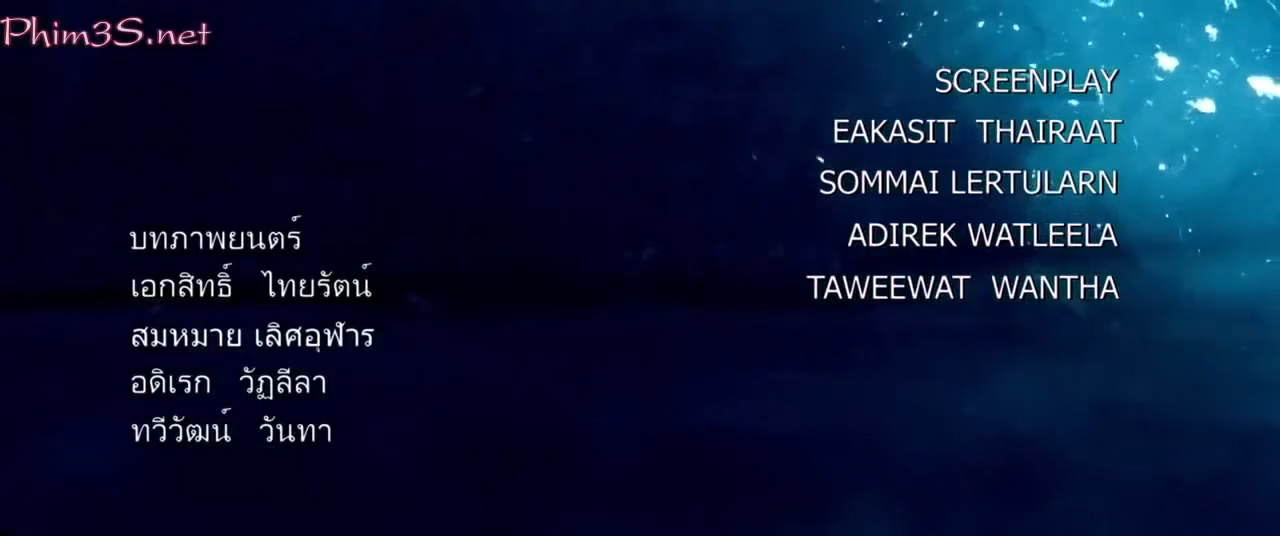 Phim3S.net
SCREENPLAY
EAKASIT THAIRAAT
SOMMAI LERTULARN
ADIREK WATLEELA
TAWEEWAT WANTHA
บทภาพยนตร์
เอกสิทธิ์ ไทยรัตน์
สมหมาย เลิศอุฬาร
อดิเรก วัฏลีลา
ทวีวัฒน์ วันทา